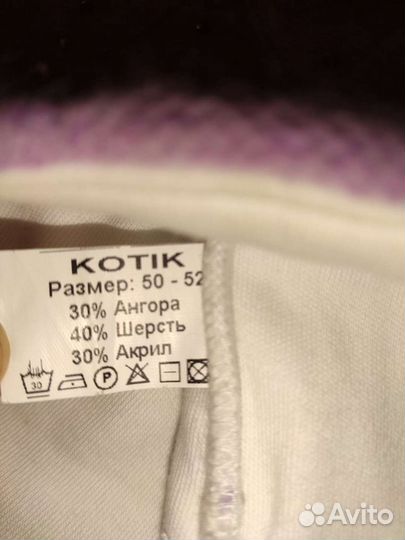 KOTIK
Размер: 50 - 52
30% Ангора
40% Шерсть
30% Акрил
30 P
Avito